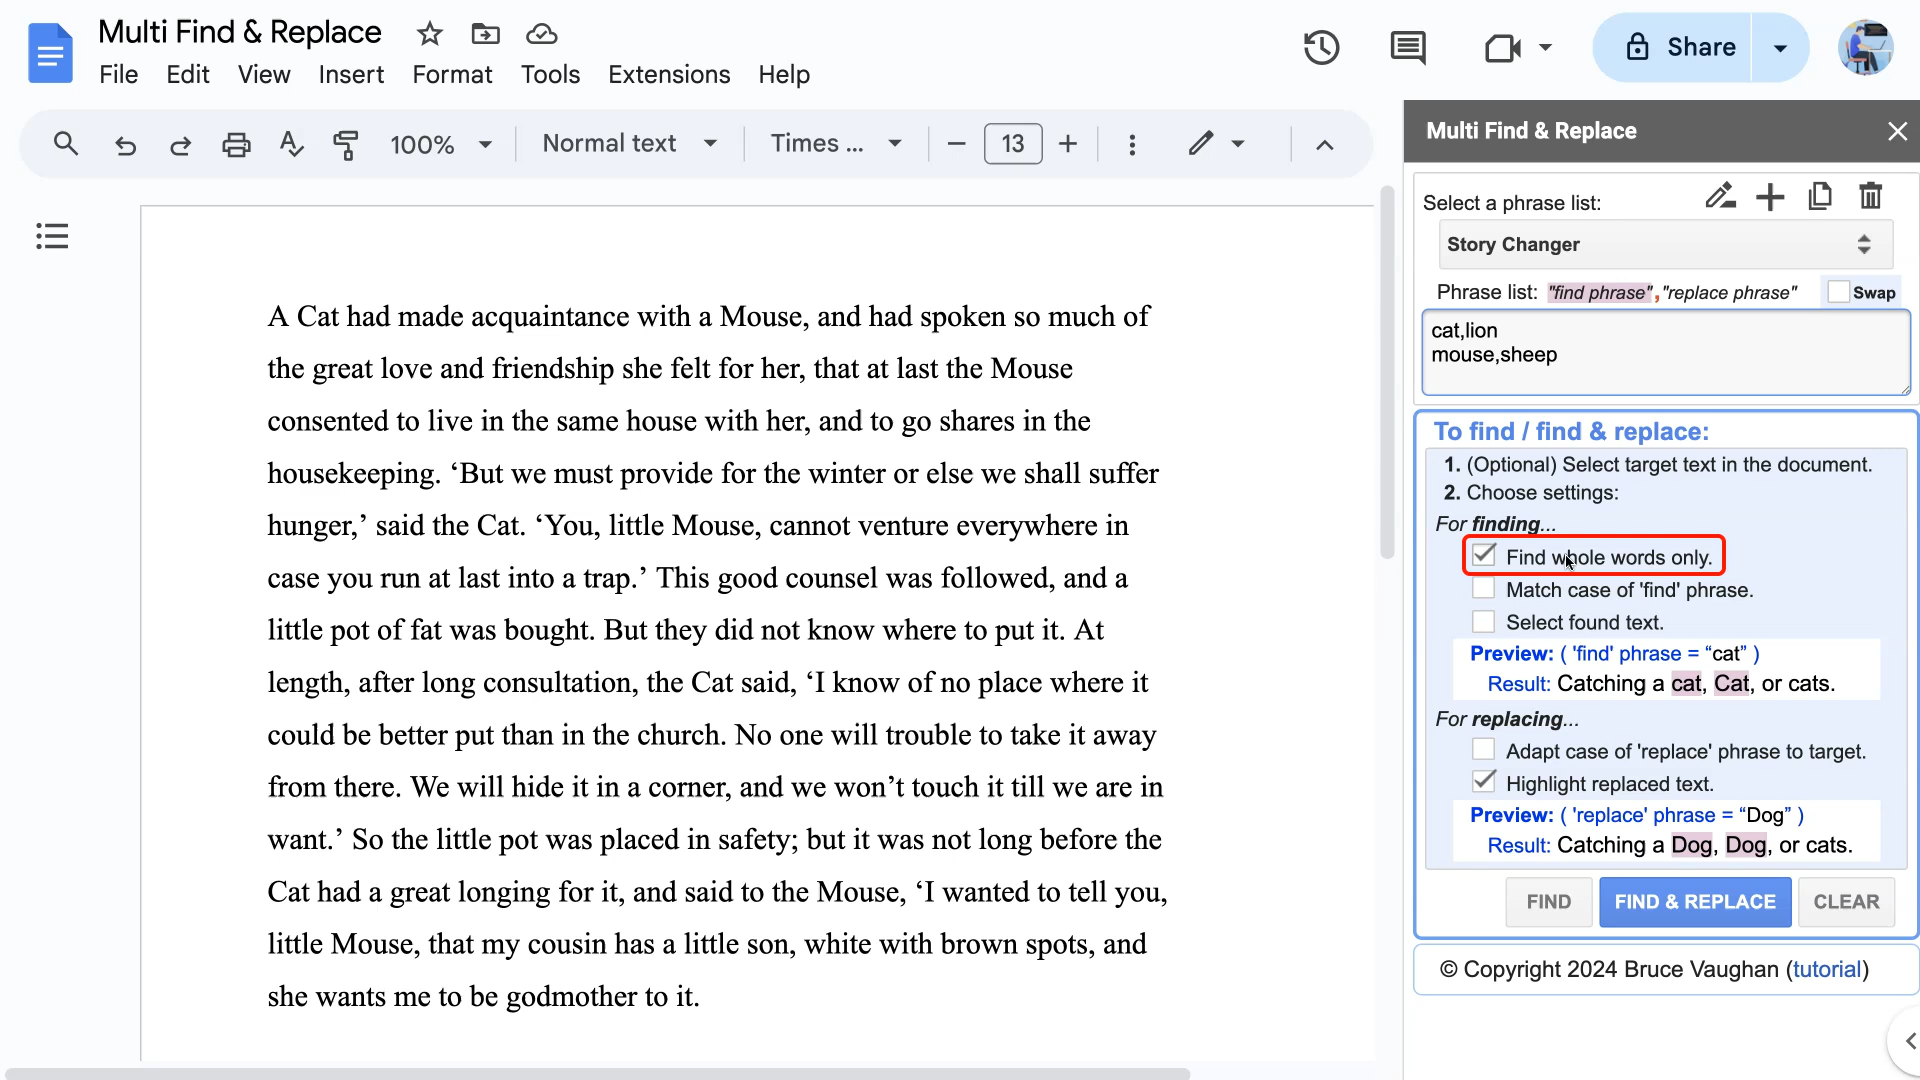 Multi Find & Replace
File Edit View Insert Format Tools Extensions Help
Share
100% Normal text Times ... 13
A Cat had made acquaintance with a Mouse, and had spoken so much of
the great love and friendship she felt for her, that at last the Mouse
consented to live in the same house with her, and to go shares in the
housekeeping. ‘But we must provide for the winter or else we shall suffer
hunger,’ said the Cat. ‘You, little Mouse, cannot venture everywhere in
case you run at last into a trap.’ This good counsel was followed, and a
little pot of fat was bought. But they did not know where to put it. At
length, after long consultation, the Cat said, ‘I know of no place where it
could be better put than in the church. No one will trouble to take it away
from there. We will hide it in a corner, and we won’t touch it till we are in
want.’ So the little pot was placed in safety; but it was not long before the
Cat had a great longing for it, and said to the Mouse, ‘I wanted to tell you,
little Mouse, that my cousin has a little son, white with brown spots, and
she wants me to be godmother to it.
Multi Find & Replace
Select a phrase list:
Story Changer
Phrase list: "find phrase","replace phrase" Swap
cat,lion
mouse,sheep
To find / find & replace:
1. (Optional) Select target text in the document.
2. Choose settings:
For finding...
Find whole words only.
Match case of 'find' phrase.
Select found text.
Preview: ( 'find' phrase = “cat” )
Result: Catching a cat, Cat, or cats.
For replacing...
Adapt case of 'replace' phrase to target.
Highlight replaced text.
Preview: ( 'replace' phrase = “Dog” )
Result: Catching a Dog, Dog, or cats.
FIND FIND & REPLACE CLEAR
© Copyright 2024 Bruce Vaughan (tutorial)